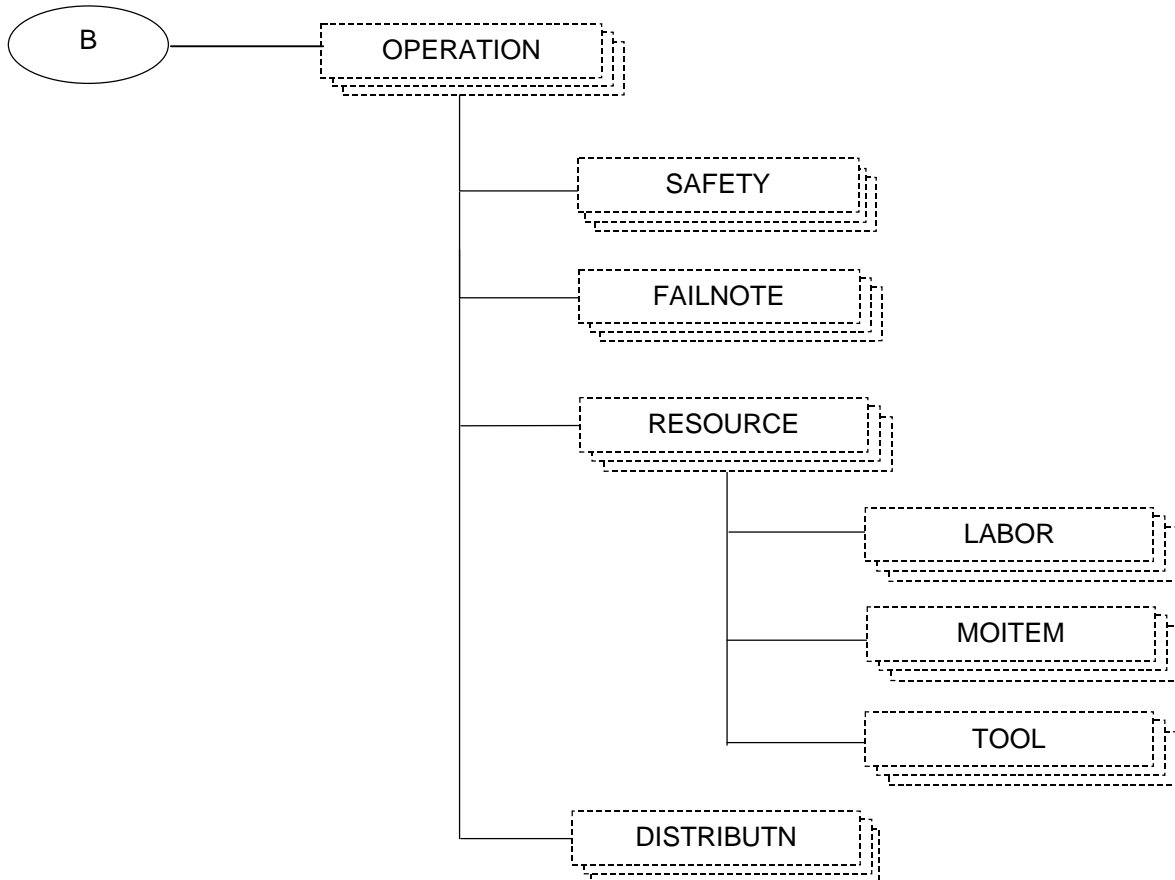 B
OPERATION
SAFETY
FAILNOTE
RESOURCE
LABOR
MOITEM
TOOL
DISTRIBUTN